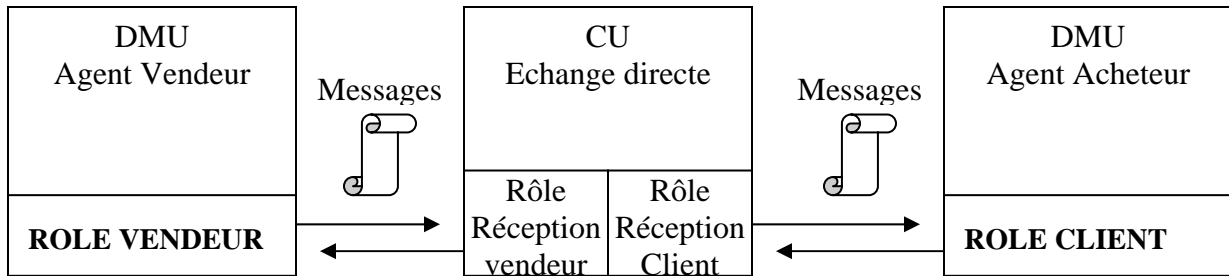 DMU
Agent Vendeur
ROLE VENDEUR
Messages
CU
Echange directe
Rôle
Réception
vendeur
Rôle
Réception
Client
Messages
DMU
Agent Acheteur
ROLE CLIENT